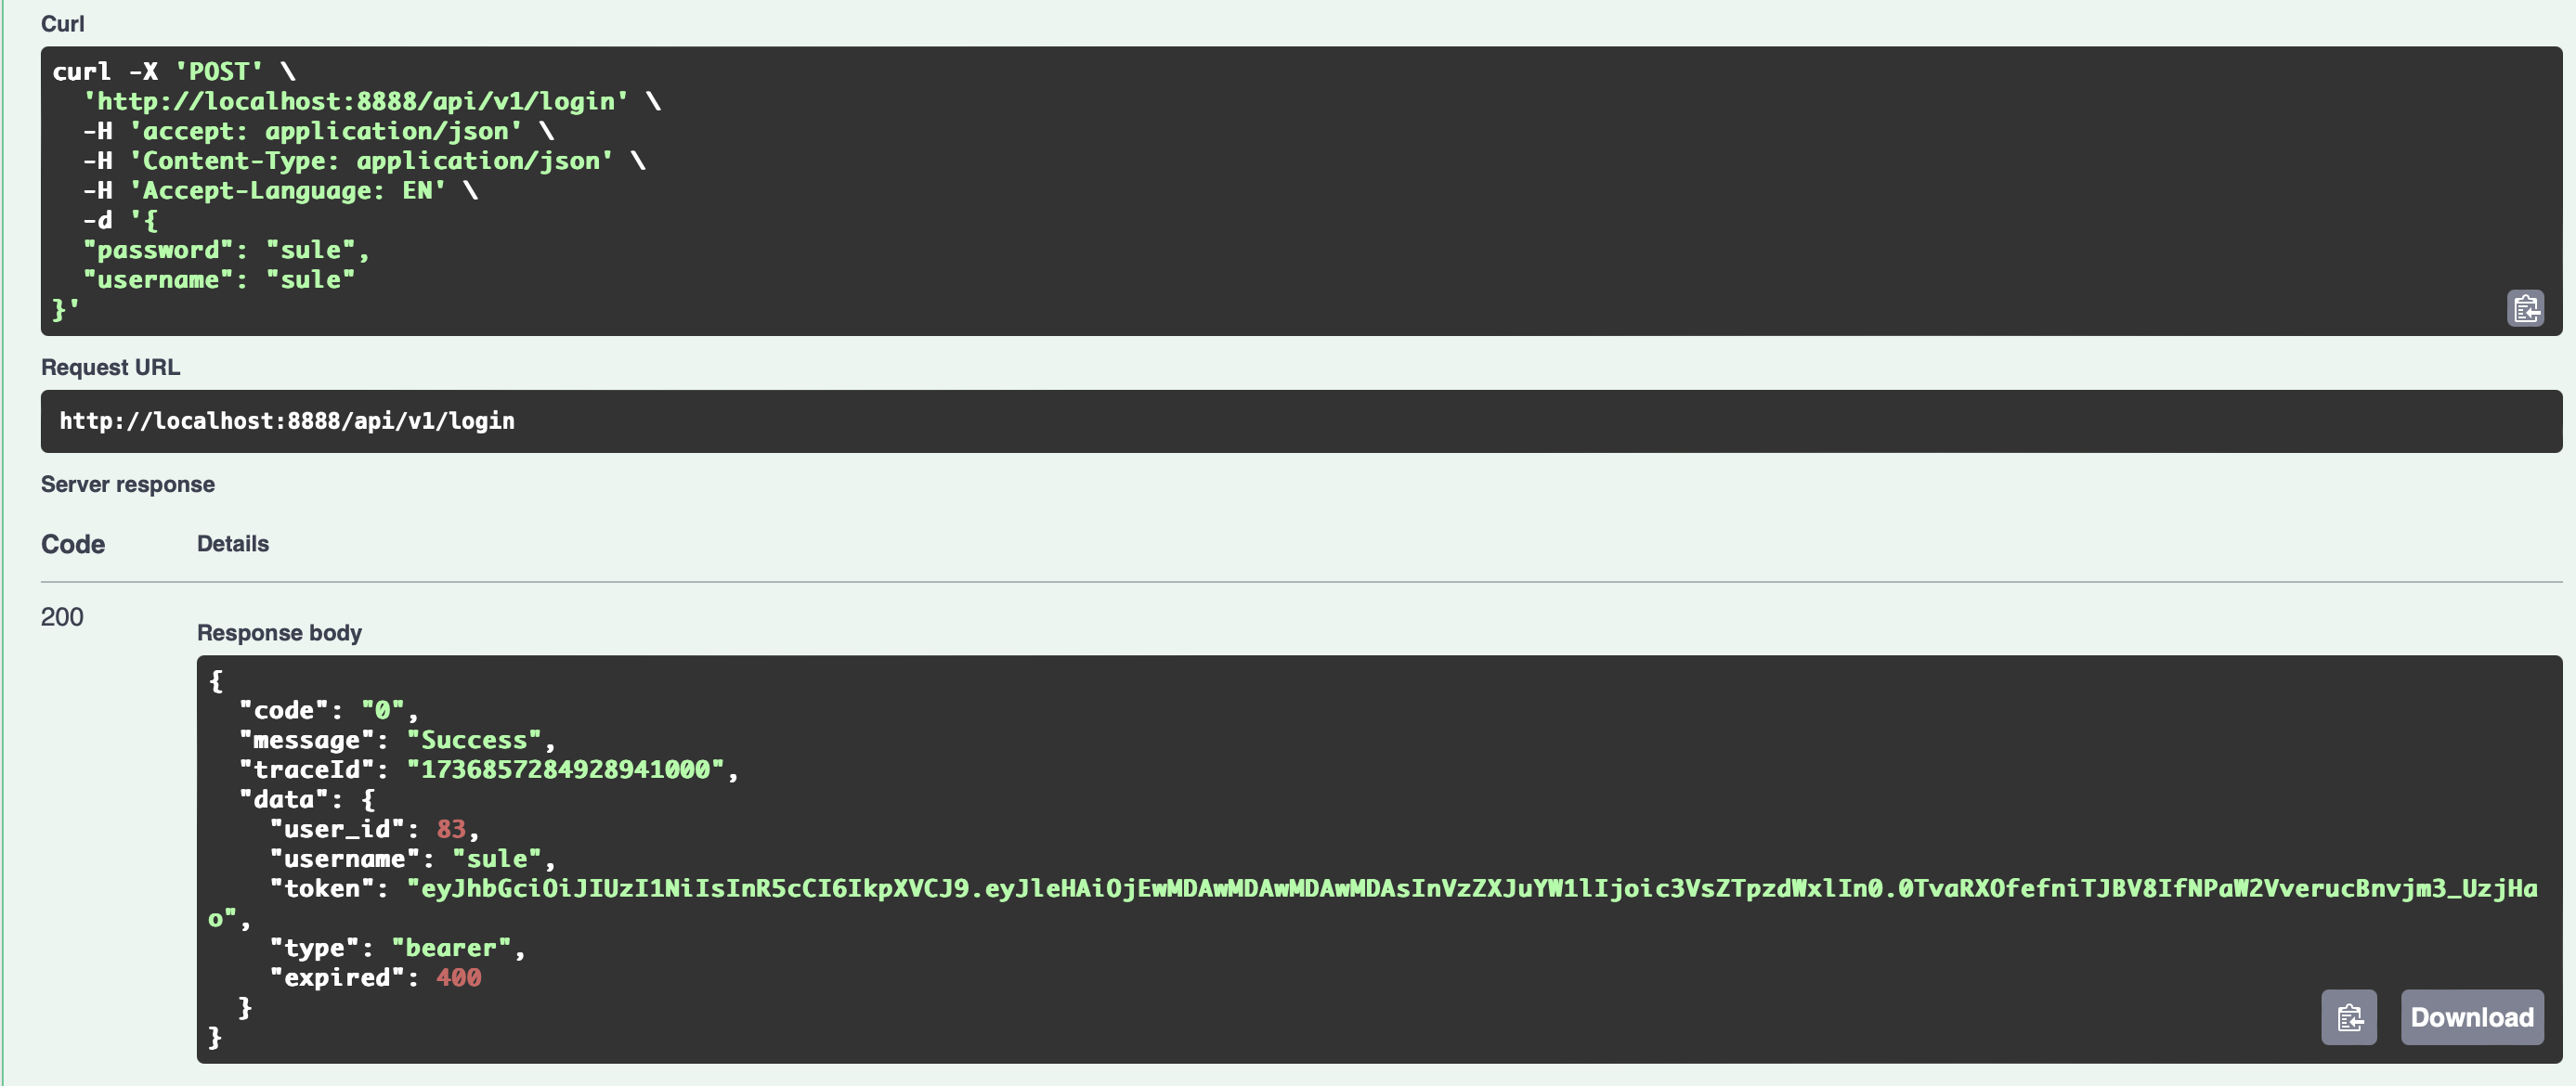 Curl
curl -X 'POST' \
  'http://localhost:8888/api/v1/login' \
  -H 'accept: application/json' \
  -H 'Content-Type: application/json' \
  -H 'Accept-Language: EN' \
  -d '{
  "password": "sule",
  "username": "sule"
}'
Request URL
http://localhost:8888/api/v1/login
Server response
Code Details
200
Response body
{
  "code": "0",
  "message": "Success",
  "traceId": "1736857284928941000",
  "data": {
    "user_id": 83,
    "username": "sule",
    "token": "eyJhbGciOiJIUzI1NiIsInR5cCI6IkpXVCJ9.eyJleHAiOjEwMDAwMDAwMDAwMDAsInVzZXJuYW1lIjoic3VsZTpzdWxlIn0.0TvaRXOfefniTJBV8IfNPaW2VverucBnvjm3_UzjHa
o",
    "type": "bearer",
    "expired": 400
  }
}
Download